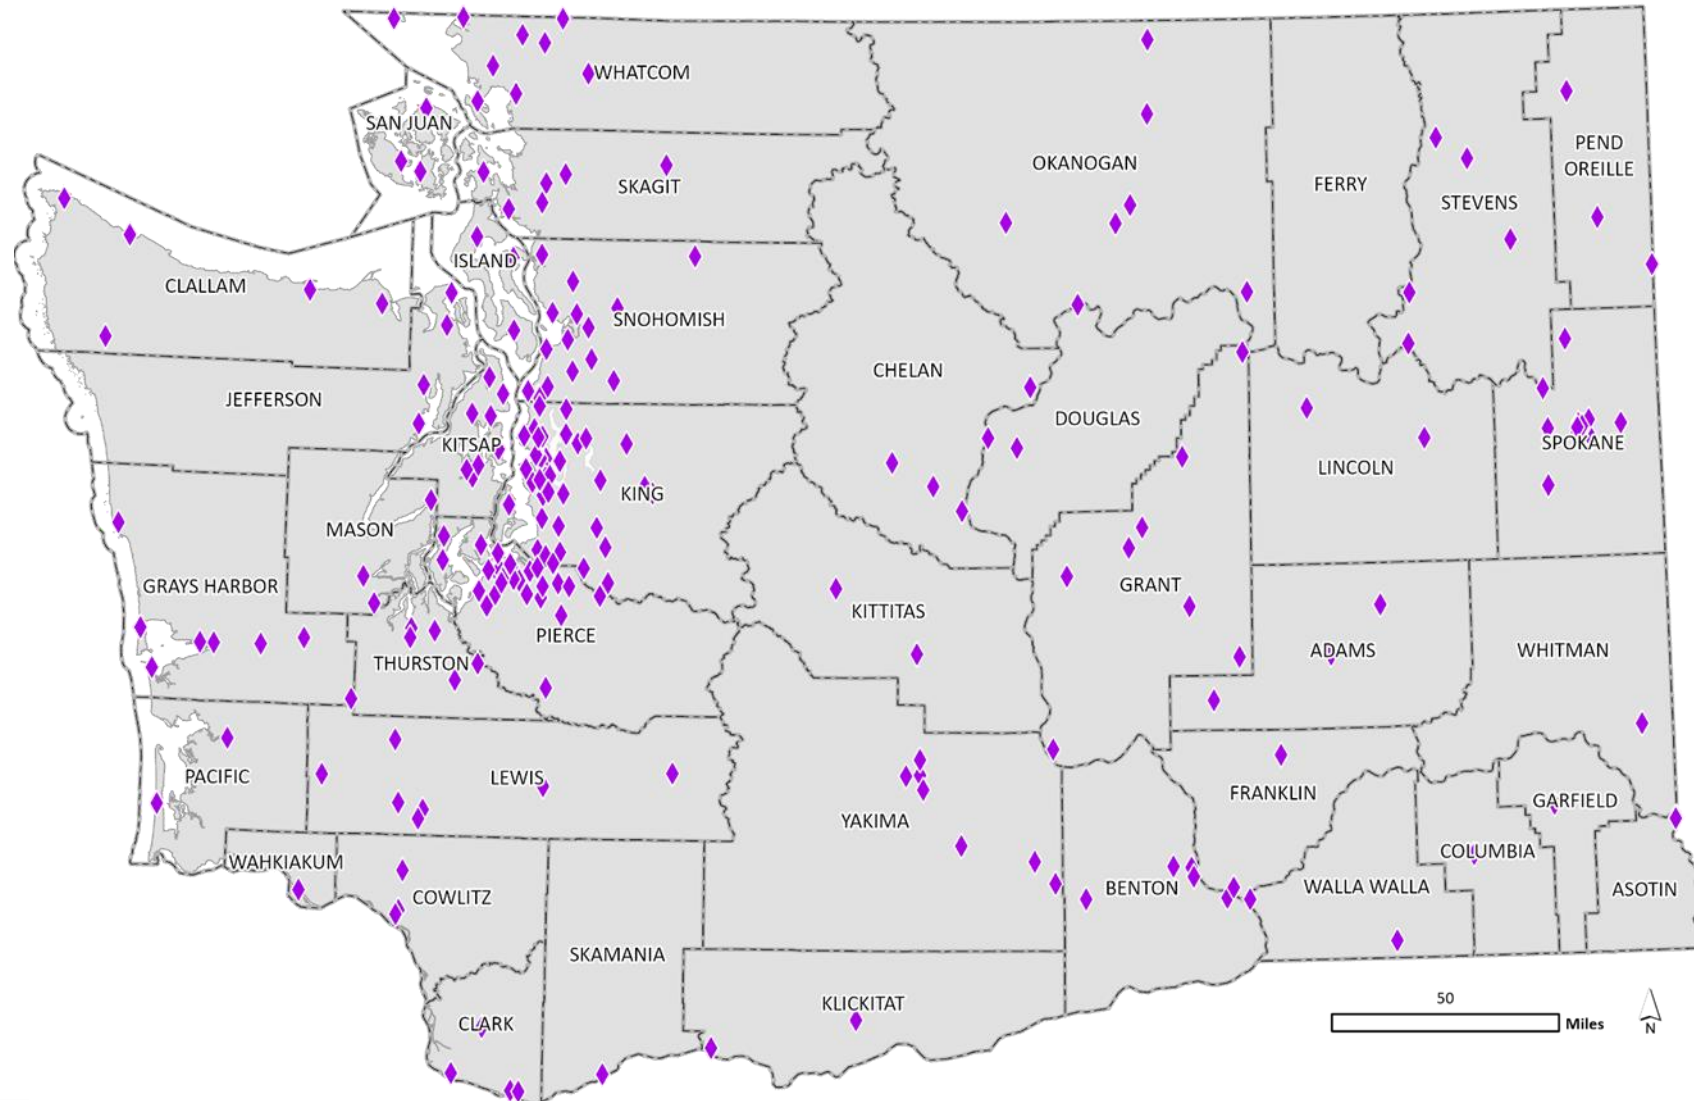 WHATCOM
SAN JUAN
SKAGIT
OKANOGAN
FERRY
PEND
OREILLE
STEVENS
ISLAND
CLALLAM
SNOHOMISH
CHELAN
JEFFERSON
DOUGLAS
KITSAP
SPOKANE
LINCOLN
KING
MASON
GRAYS HARBOR
GRANT
KITTITAS
PIERCE
THURSTON
ADAMS
WHITMAN
PACIFIC
LEWIS
FRANKLIN
GARFIELD
YAKIMA
COLUMBIA
WAHKIAKUM
BENTON
WALLA WALLA
ASOTIN
COWLITZ
SKAMANIA
KLICKITAT
CLARK
50
Miles
N